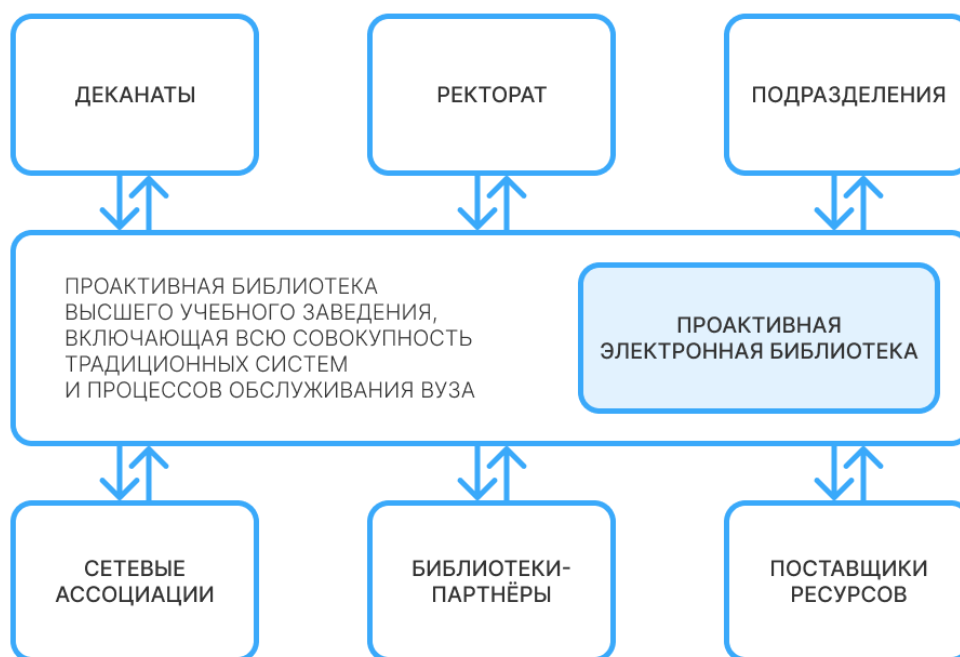 ДЕКАНАТЫ
РЕКТОРАТ
ПОДРАЗДЕЛЕНИЯ
ПРОАКТИВНАЯ БИБЛИОТЕКА
ВЫСШЕГО УЧЕБНОГО ЗАВЕДЕНИЯ,
ВКЛЮЧАЮЩАЯ ВСЮ СОВОКУПНОСТЬ
ТРАДИЦИОННЫХ СИСТЕМ
И ПРОЦЕССОВ ОБСЛУЖИВАНИЯ ВУЗА
ПРОАКТИВНАЯ
ЭЛЕКТРОННАЯ БИБЛИОТЕКА
СЕТЕВЫЕ
АССОЦИАЦИИ
БИБЛИОТЕКИ-
ПАРТНЁРЫ
ПОСТАВЩИКИ
РЕСУРСОВ